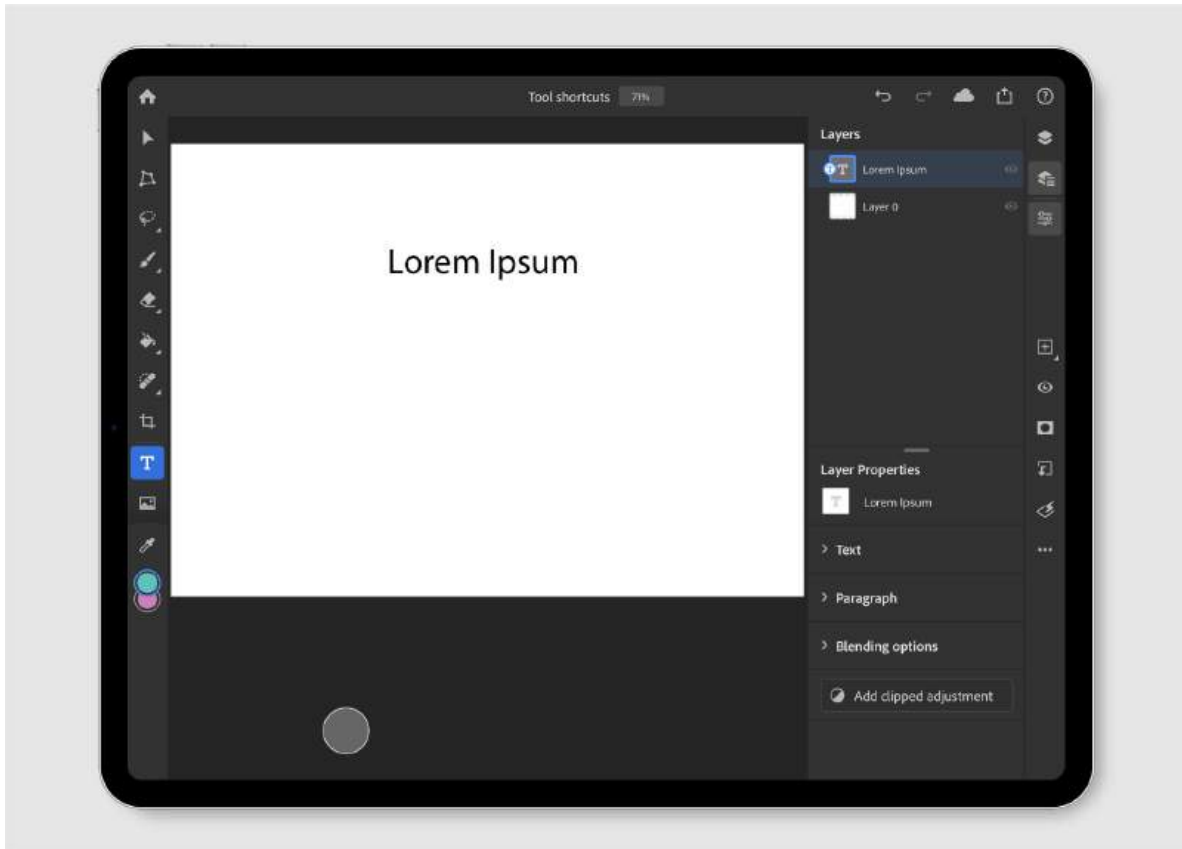 Tool shortcuts 71%
Layers
Lorem Ipsum
Layer 0
Lorem Ipsum
T
Layer Properties
Lorem Ipsum
Text
Paragraph
Blending options
Add clipped adjustment